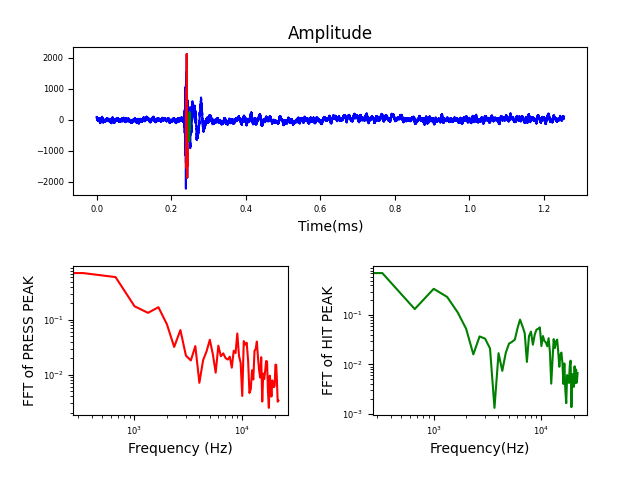 Amplitude
2000
1000
0
−1000
−2000
0.0 0.2 0.4 0.6 0.8 1.0 1.2
Time(ms)
FFT of PRESS PEAK
10⁻¹
10⁻²
10³ 10⁴
Frequency (Hz)
FFT of HIT PEAK
10⁻¹
10⁻²
10⁻³
10³ 10⁴
Frequency(Hz)